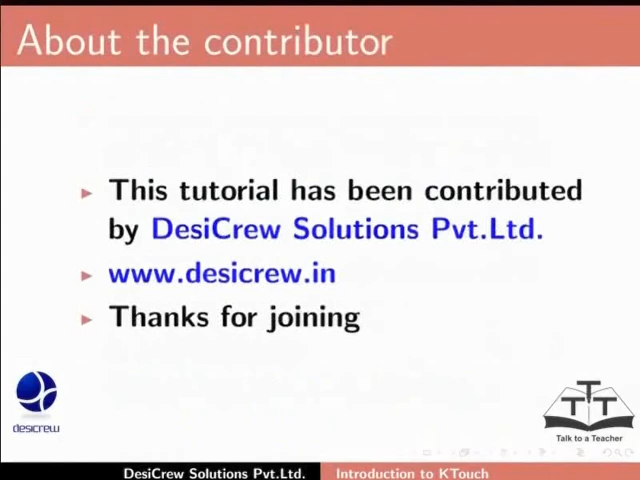 About the contributor
This tutorial has been contributed
by DesiCrew Solutions Pvt.Ltd.
www.desicrew.in
Thanks for joining
desicrew
T
T T
Talk to a Teacher
DesiCrew Solutions Pvt.Ltd. Introduction to KTouch